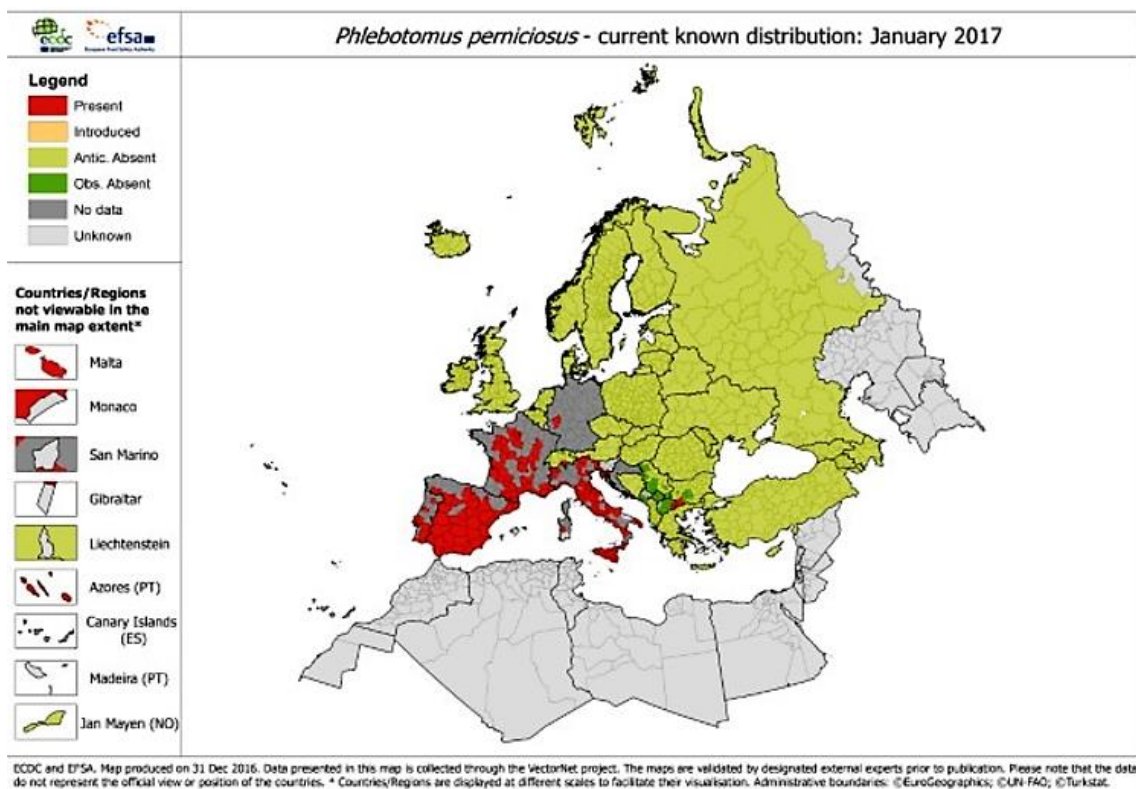 ecdc efsa
European Food Safety Authority
Phlebotomus perniciosus - current known distribution: January 2017
Legend
Present
Introduced
Antic. Absent
Obs. Absent
No data
Unknown
Countries/Regions
not viewable in the
main map extent*
Malta
Monaco
San Marino
Gibraltar
Liechtenstein
Azores (PT)
Canary Islands
(ES)
Madeira (PT)
Jan Mayen (NO)
ECDC and EFSA. Map produced on 31 Dec 2016. Data presented in this map is collected through the VectorNet project. The maps are validated by designated external experts prior to publication. Please note that the data
do not represent the official view or position of the countries. * Countries/Regions are displayed at different scales to facilitate their visualisation. Administrative boundaries: ©EuroGeographics; ©UN-FAO; ©Turkstat.